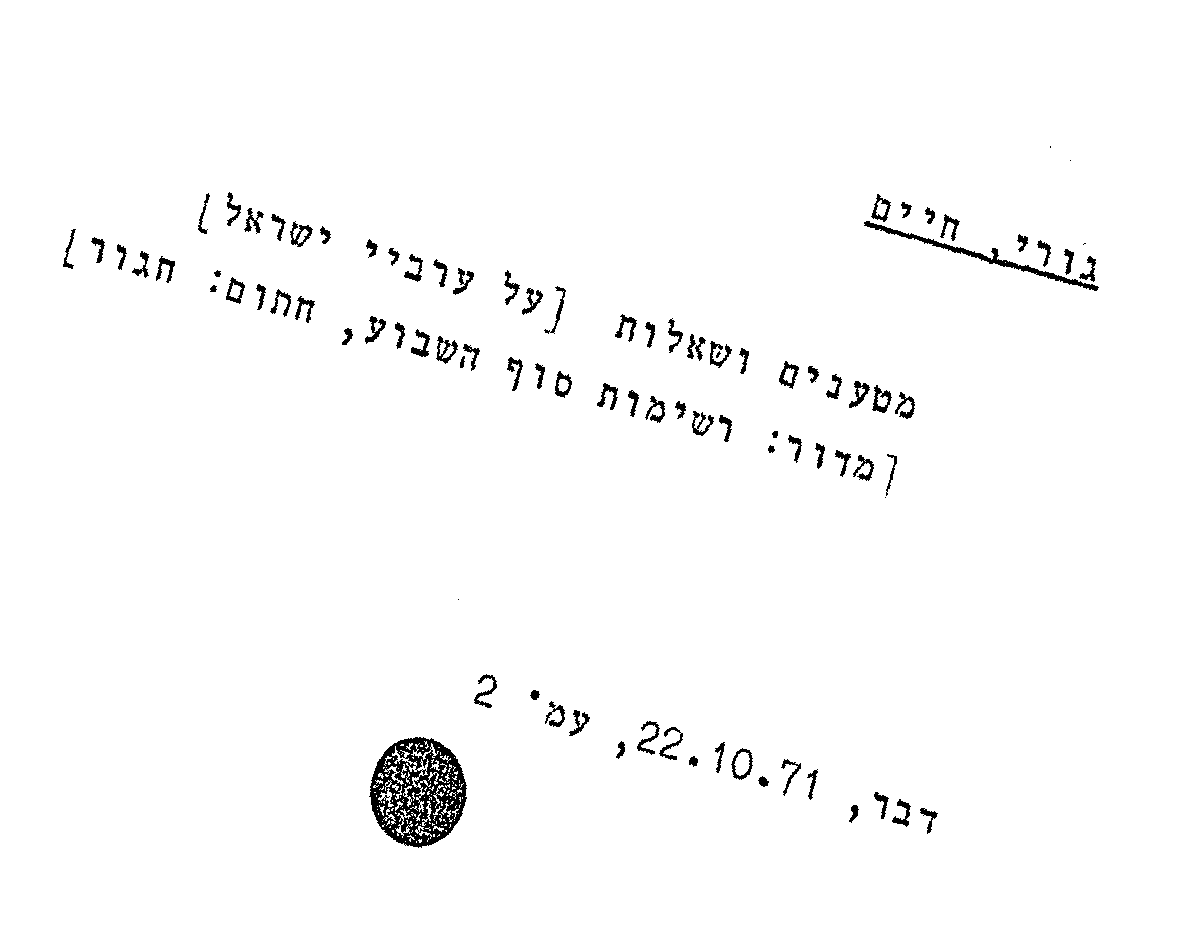 גורי, חיים
מטענים ושאלות [על ערביי ישראל]
[מדור: רשימות סוף השבוע, חתום: חגור]
דבר, 22.10.71, עמ' 2